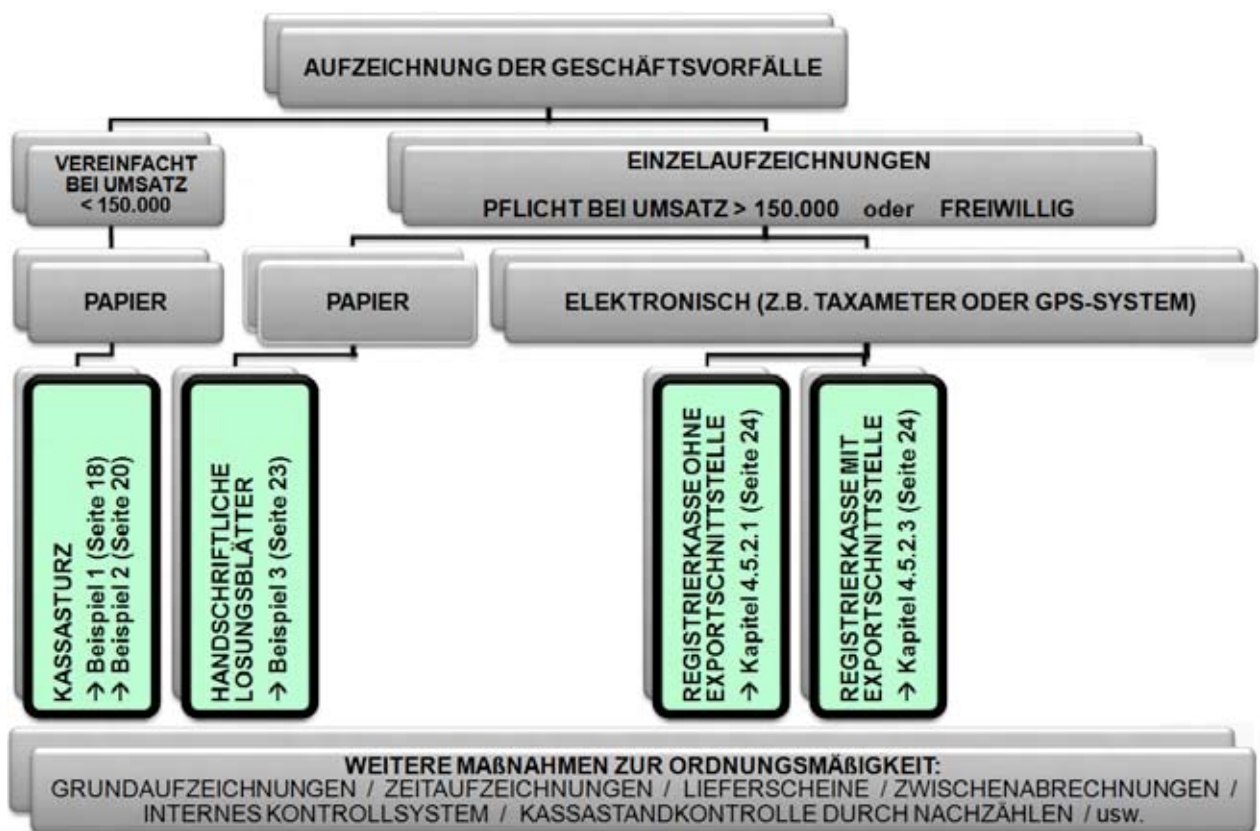 AUFZEICHNUNG DER GESCHÄFTSVORFÄLLE
VEREINFACHT
BEI UMSATZ
< 150.000
EINZELAUFZEICHNUNGEN
PFLICHT BEI UMSATZ > 150.000 oder FREIWILLIG
PAPIER
PAPIER
ELEKTRONISCH (Z.B. TAXAMETER ODER GPS-SYSTEM)
KASSASTURZ
→ Beispiel 1 (Seite 18)
→ Beispiel 2 (Seite 20)
HANDSCHRIFTLICHE
LOSUNGSBLÄTTER
→ Beispiel 3 (Seite 23)
REGISTRIERKASSE OHNE
EXPORTSCHNITTSTELLE
→ Kapitel 4.5.2.1 (Seite 24)
REGISTRIERKASSE MIT
EXPORTSCHNITTSTELLE
→ Kapitel 4.5.2.3 (Seite 24)
WEITERE MAßNAHMEN ZUR ORDNUNGSMÄßIGKEIT:
GRUNDAUFZEICHNUNGEN / ZEITAUFZEICHNUNGEN / LIEFERSCHEINE / ZWISCHENABRECHNUNGEN /
INTERNES KONTROLLSYSTEM / KASSASTANDKONTROLLE DURCH NACHZÄHLEN / usw.